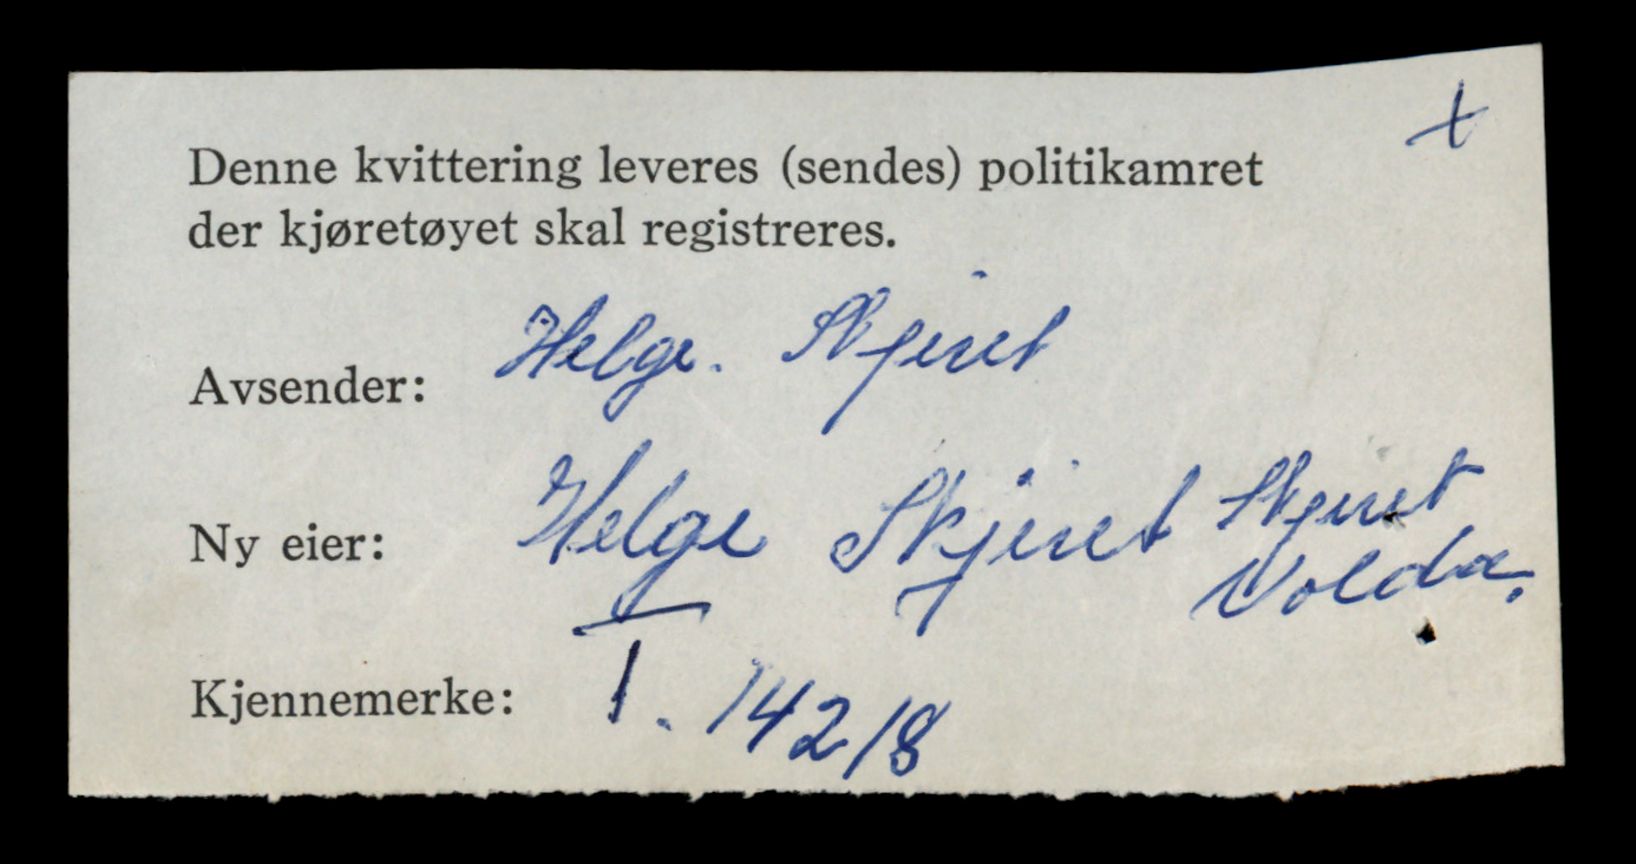 +
Denne kvittering leveres (sendes) politikamret
der kjøretøyet skal registreres.
Avsender: Helge. Skjeret
Ny eier: Helge Skjeret Skjeret
Volda.
Kjennemerke: T. 14218